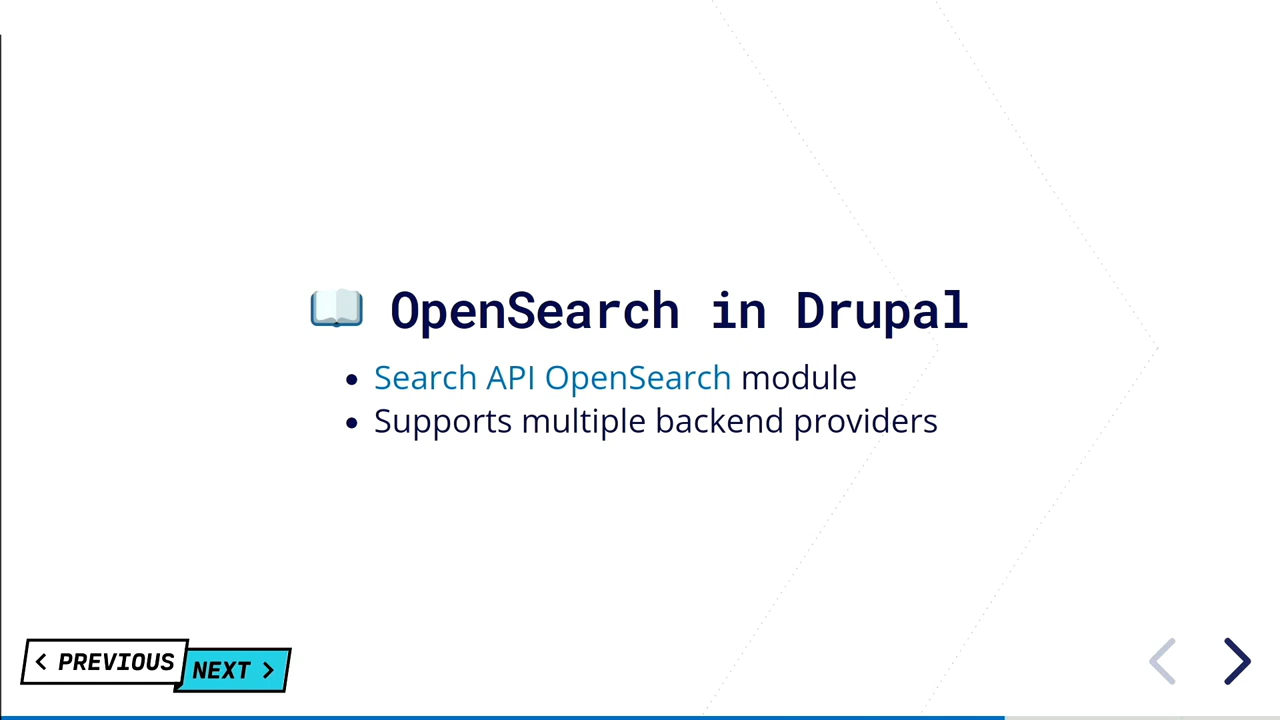 📖 OpenSearch in Drupal
• Search API OpenSearch module
• Supports multiple backend providers
< PREVIOUS
NEXT >